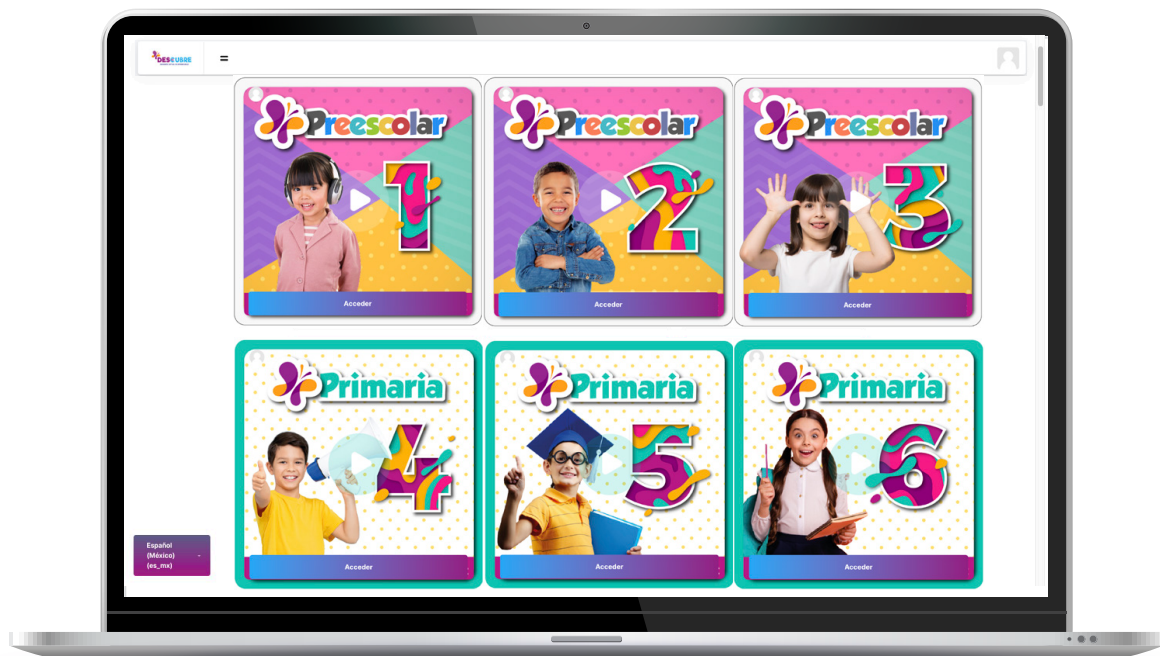 DESCUBRE
Preescolar
1
Acceder
Preescolar
2
Acceder
Preescolar
3
Acceder
Primaria
4
Acceder
Primaria
5
Acceder
Primaria
6
Acceder
Español
(México)
(es_mx)